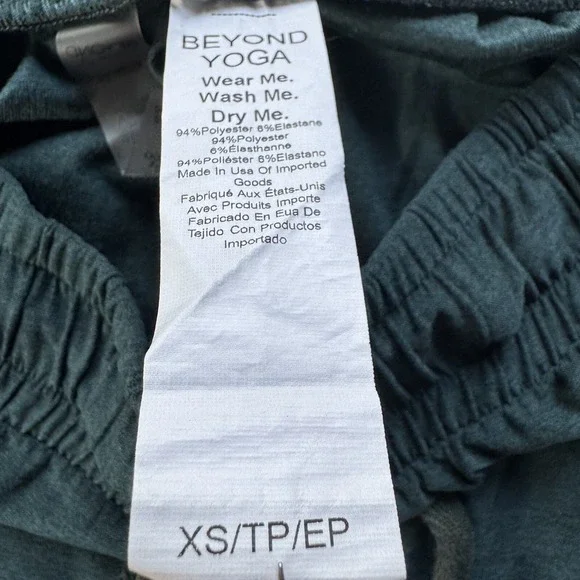 BEYOND
YOGA
Wear Me.
Wash Me.
Dry Me.
94%Polyester 6%Elastane
94%Polyester
6%Élasthanne
94%Poliéster 6%Elastano
Made In Usa Of Imported
Goods
Fabriqué Aux États-Unis
Avec Produits Importe
Fabricado En Eua De
Tejido Con Productos
Importado
XS/TP/EP